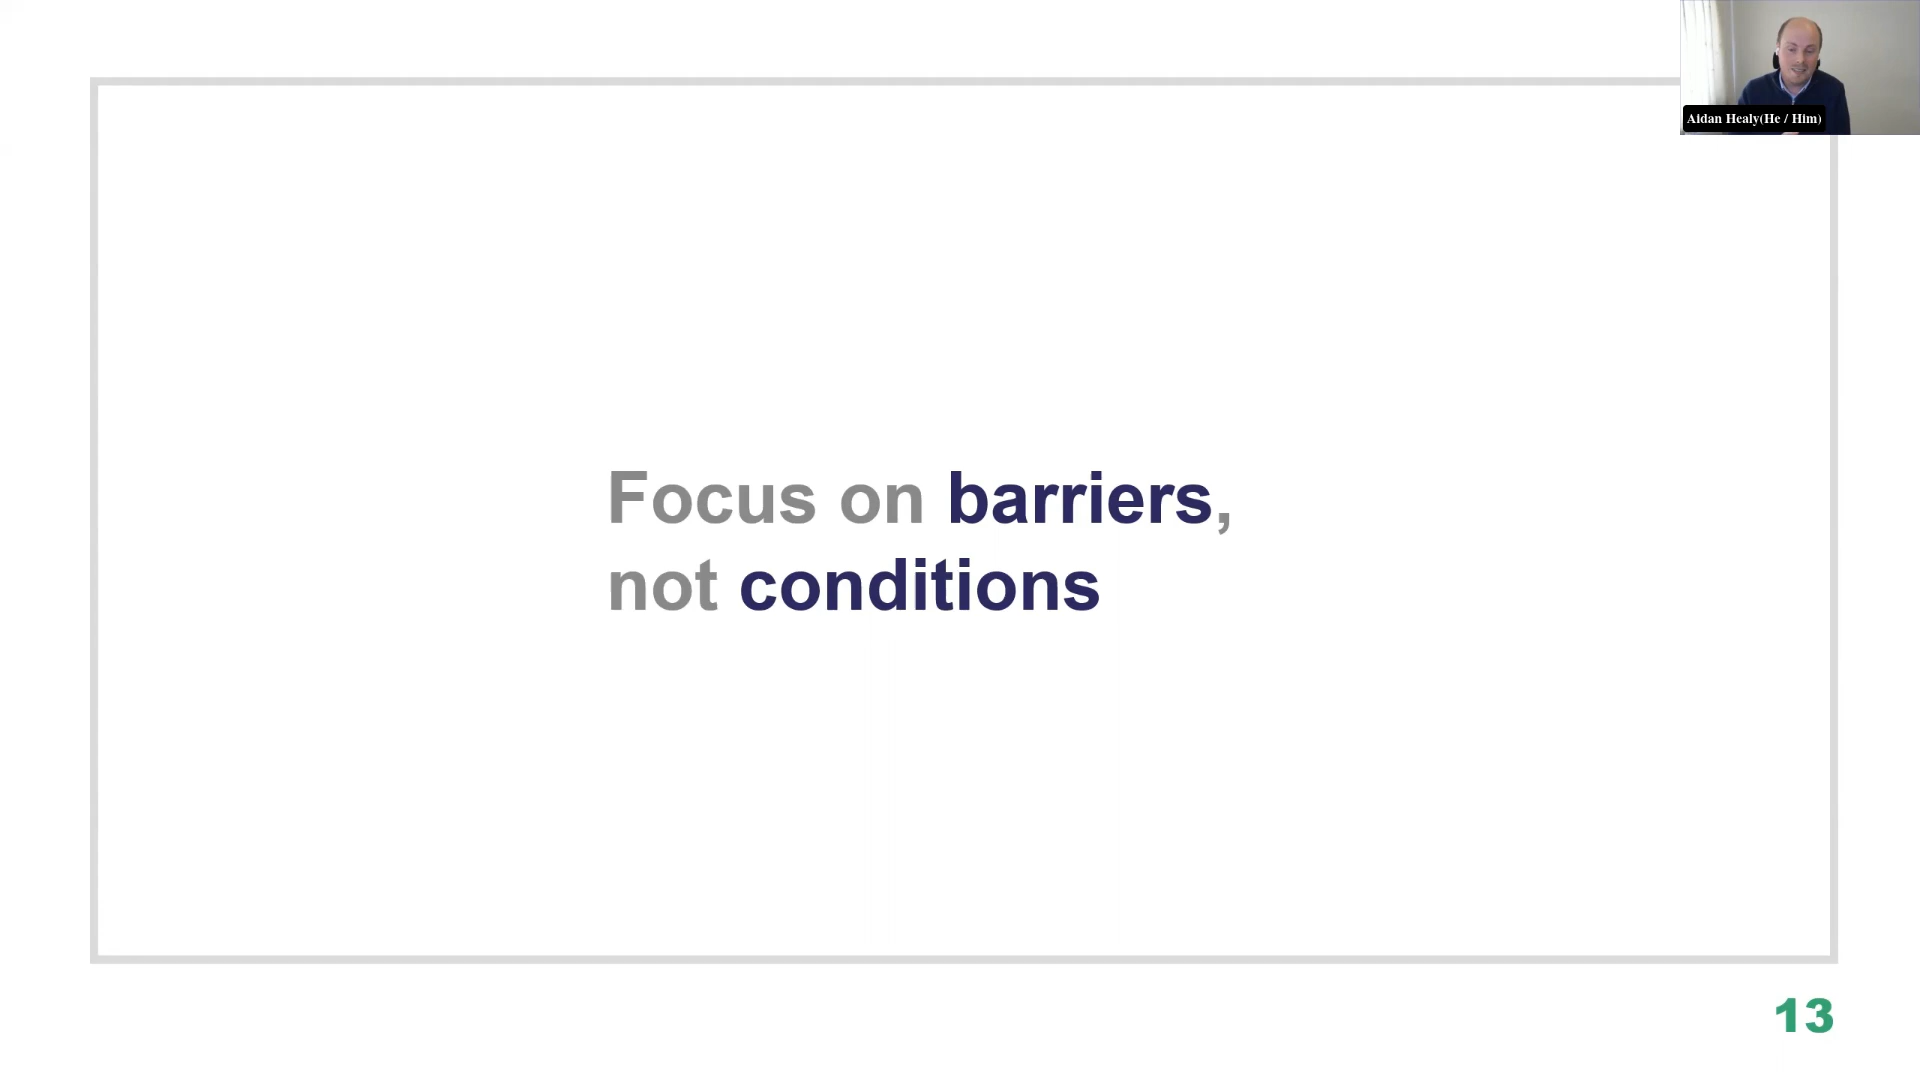 Aidan Healy(He / Him)
Focus on barriers,
not conditions
13